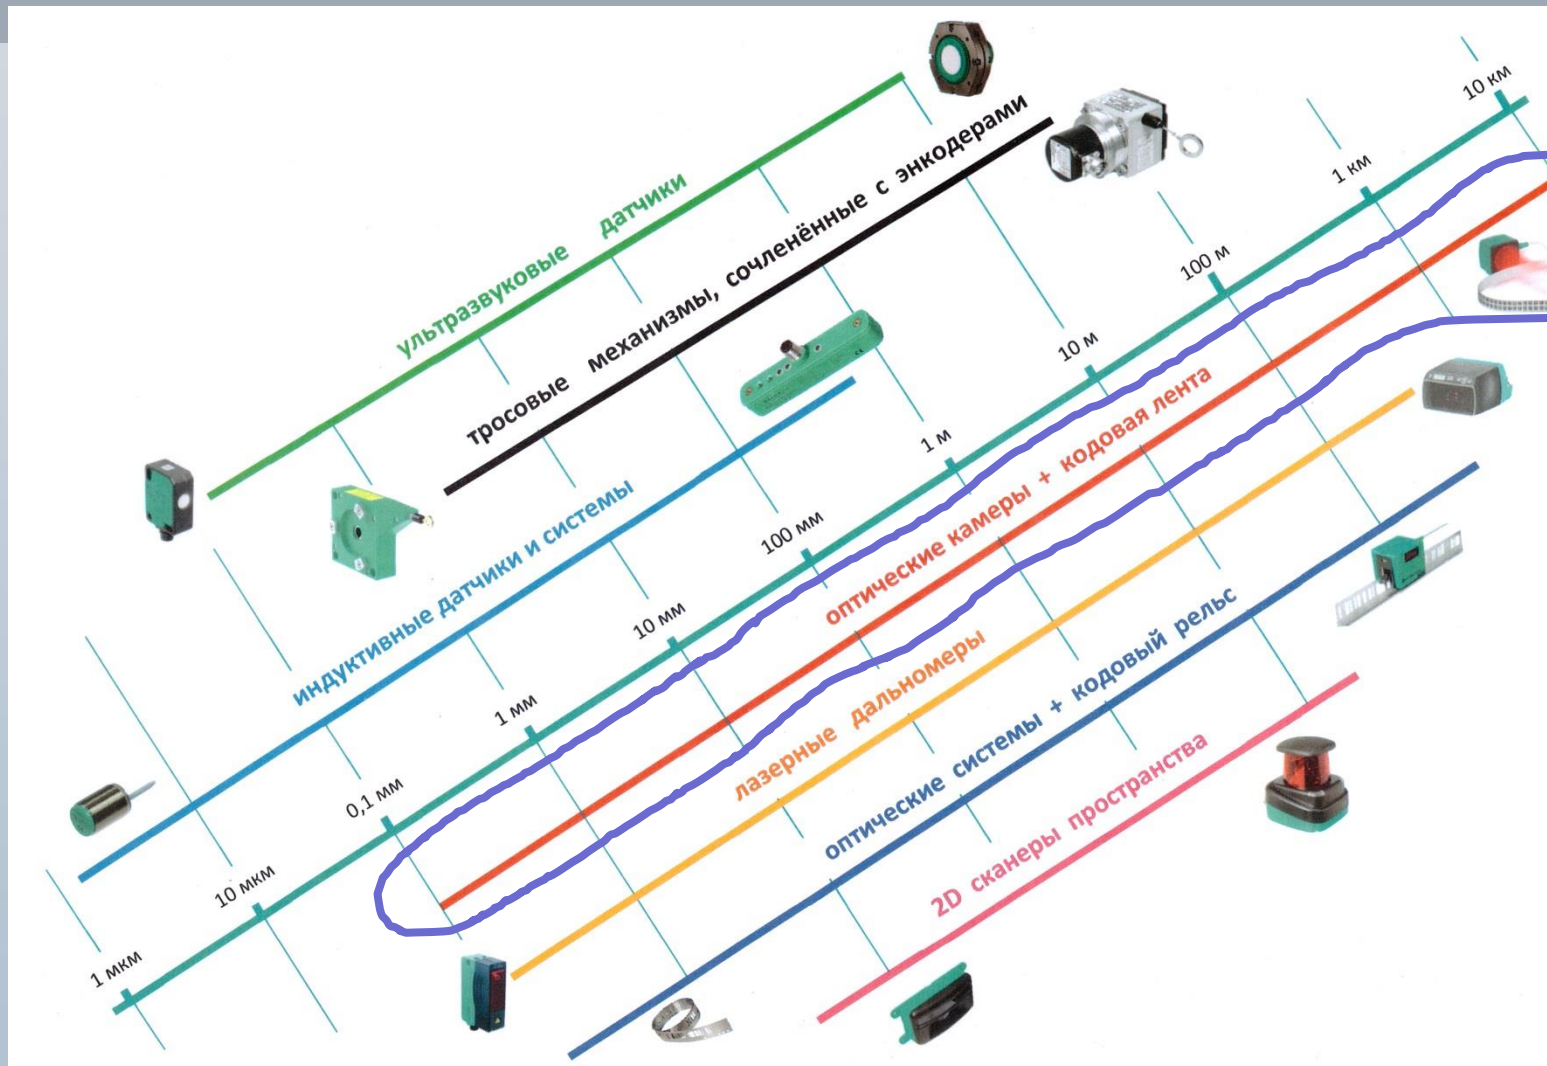 ультразвуковые датчики
тросовые механизмы, сочленённые с энкодерами
индуктивные датчики и системы
1 мкм
10 мкм
0,1 мм
1 мм
10 мм
100 мм
1 м
10 м
100 м
1 км
10 км
оптические камеры + кодовая лента
лазерные дальномеры
оптические системы + кодовый рельс
2D сканеры пространства